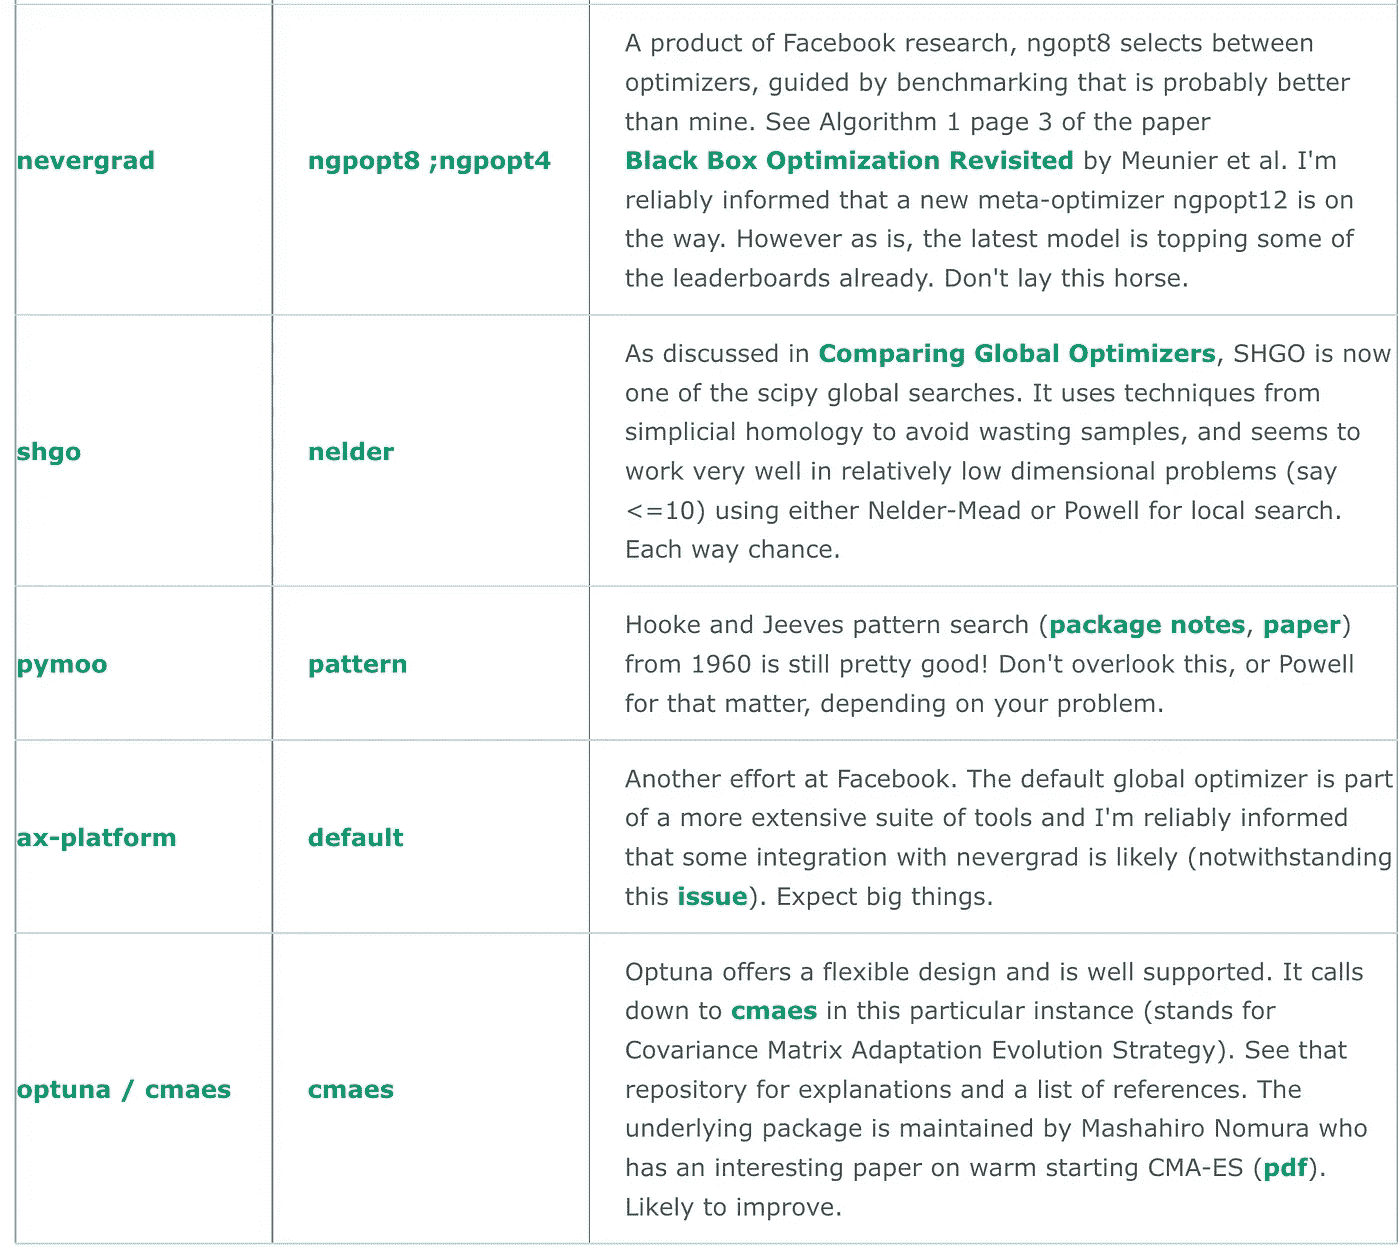 nevergrad
ngpopt8 ;ngpopt4
A product of Facebook research, ngopt8 selects between
optimizers, guided by benchmarking that is probably better
than mine. See Algorithm 1 page 3 of the paper
Black Box Optimization Revisited by Meunier et al. I'm
reliably informed that a new meta-optimizer ngpopt12 is on
the way. However as is, the latest model is topping some of
the leaderboards already. Don't lay this horse.
shgo
nelder
As discussed in Comparing Global Optimizers, SHGO is now
one of the scipy global searches. It uses techniques from
simplicial homology to avoid wasting samples, and seems to
work very well in relatively low dimensional problems (say
<=10) using either Nelder-Mead or Powell for local search.
Each way chance.
pymoo
pattern
Hooke and Jeeves pattern search (package notes, paper)
from 1960 is still pretty good! Don't overlook this, or Powell
for that matter, depending on your problem.
ax-platform
default
Another effort at Facebook. The default global optimizer is part
of a more extensive suite of tools and I'm reliably informed
that some integration with nevergrad is likely (notwithstanding
this issue). Expect big things.
optuna / cmaes
cmaes
Optuna offers a flexible design and is well supported. It calls
down to cmaes in this particular instance (stands for
Covariance Matrix Adaptation Evolution Strategy). See that
repository for explanations and a list of references. The
underlying package is maintained by Mashahiro Nomura who
has an interesting paper on warm starting CMA-ES (pdf).
Likely to improve.